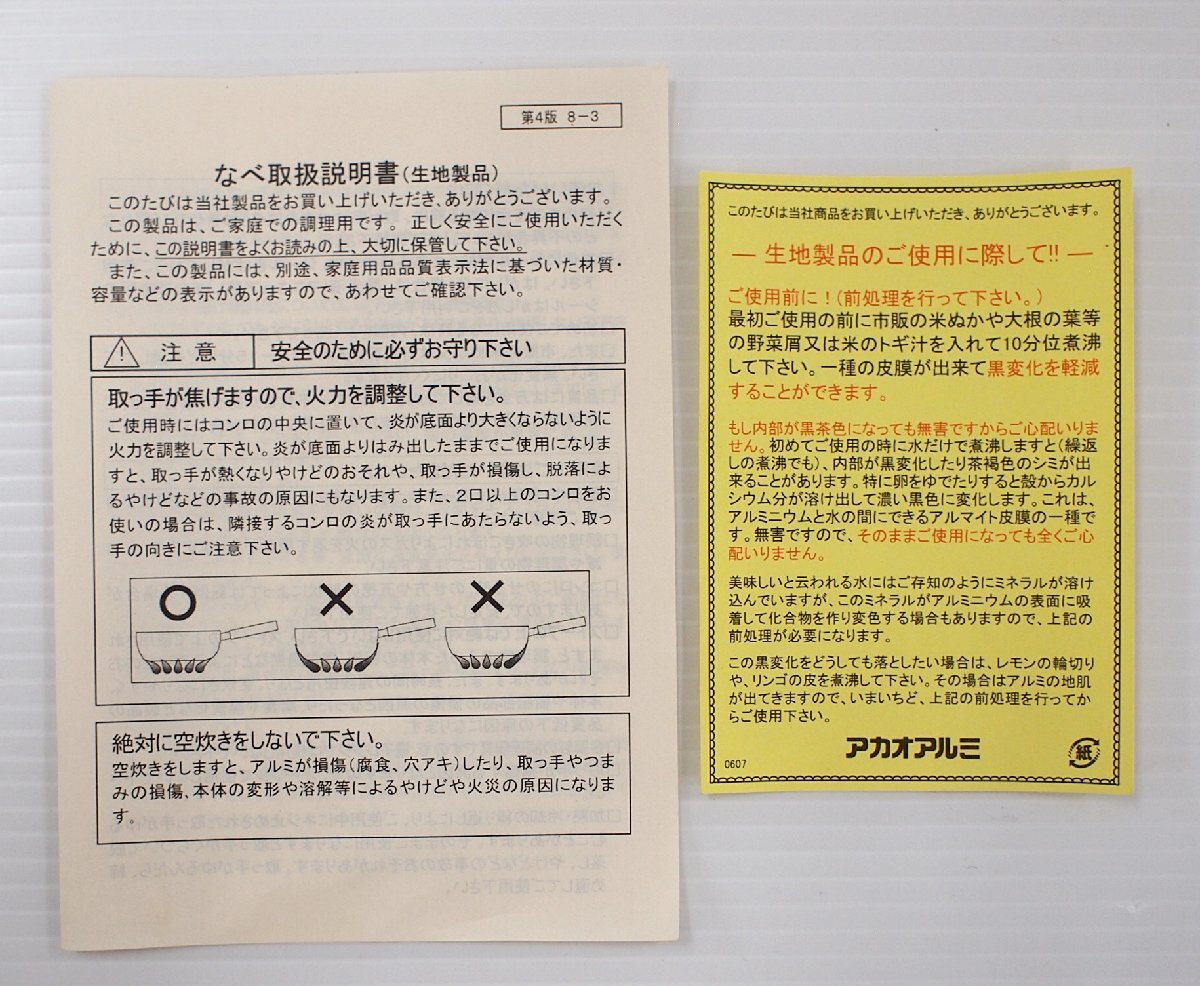 第4版 8-3
なべ取扱説明書(生地製品)
このたびは当社製品をお買い上げいただき、ありがとうございます。
この製品は、ご家庭での調理用です。正しく安全にご使用いただく
ために、この説明書をよくお読みの上、大切に保管して下さい。
また、この製品には、別途、家庭用品品質表示法に基づいた材質・
容量などの表示がありますので、あわせてご確認下さい。
注意 安全のために必ずお守り下さい
取っ手が焦げますので、火力を調整して下さい。
ご使用時にはコンロの中央に置いて、炎が底面より大きくならないように
火力を調整して下さい。炎が底面よりはみ出したままでご使用になりま
すと、取っ手が熱くなりやけどのおそれや、取っ手が損傷し、脱落によ
るやけどなどの事故の原因にもなります。また、2口以上のコンロをお
使いの場合は、隣接するコンロの炎が取っ手にあたらないよう、取っ
手の向きにご注意下さい。
○ × ×
絶対に空炊きをしないで下さい。
空炊きをしますと、アルミが損傷(腐食、穴アキ)したり、取っ手やつま
みの損傷、本体の変形や溶解等によるやけどや火災の原因になりま
す。
このたびは当社商品をお買い上げいただき、ありがとうございます。
― 生地製品のご使用に際して!! ―
ご使用前に!(前処理を行って下さい。)
最初ご使用の前に市販の米ぬかや大根の葉等
の野菜屑又は米のトギ汁を入れて10分位煮沸
して下さい。一種の皮膜が出来て黒変化を軽減
することができます。
もし内部が黒茶色になっても無害ですからご心配いりま
せん。初めてご使用の時に水だけで煮沸しますと(繰返
しの煮沸でも)、内部が黒変化したり茶褐色のシミが出
来ることがあります。特に卵をゆでたりすると殻からカル
シウム分が溶け出して濃い黒色に変化します。これは、
アルミニウムと水の間にできるアルマイト皮膜の一種で
す。無害ですので、そのままご使用になっても全くご心
配いりません。
美味しいと云われる水にはご存知のようにミネラルが溶け
込んでいますが、このミネラルがアルミニウムの表面に吸
着して化合物を作り変色する場合もありますので、上記の
前処理が必要になります。
この黒変化をどうしても落としたい場合は、レモンの輪切り
や、リンゴの皮を煮沸して下さい。その場合はアルミの地肌
が出てきますので、いまいちど、上記の前処理を行ってか
らご使用下さい。
アカオアルミ
0607
紙